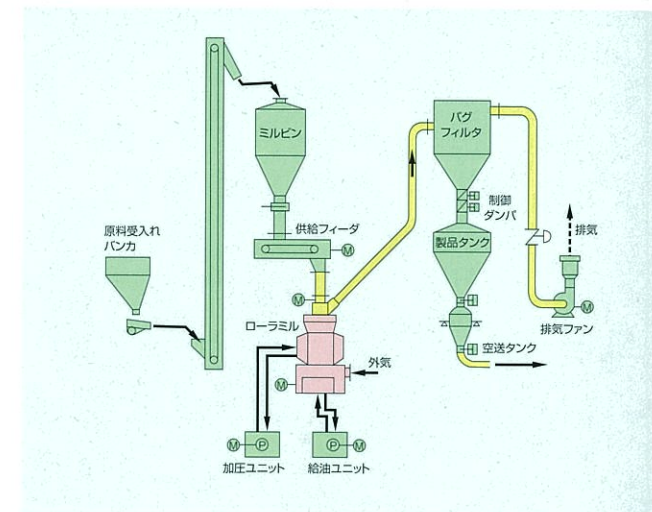 ミルビン
バグ
フィルタ
制御
ダンパ
原料受入れ
バンカ
供給フィーダ
M
製品タンク
排気
M
ローラミル
M
排気ファン
外気
空送タンク
M
M
P
P
M
加圧ユニット
給油ユニット